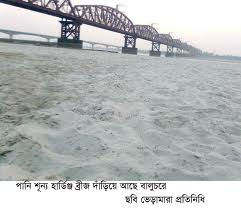 পানি শূন্য হার্ডিঞ্জ ব্রীজ দাঁড়িয়ে আছে বালুচরে
ছবি ভেড়ামারা প্রতিনিধি